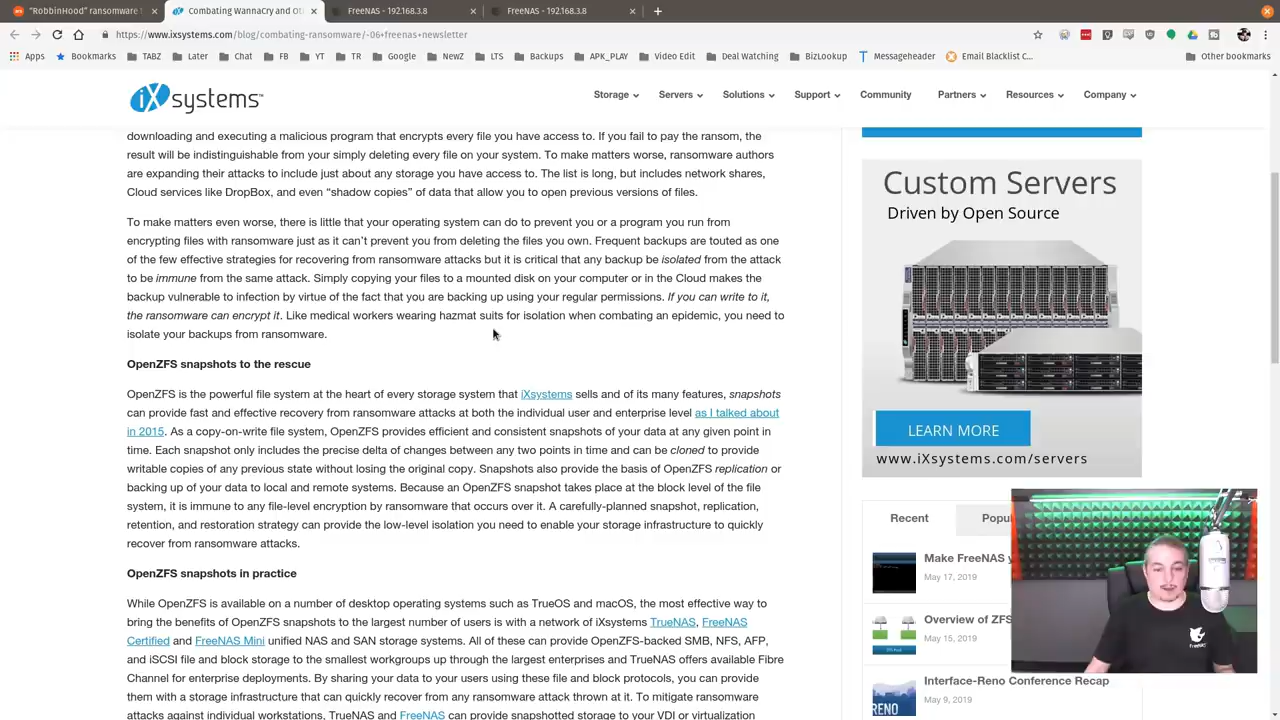 "RobbinHood" ransomware
Combating WannaCry and Ot
FreeNAS - 192.168.3.8
FreeNAS - 192.168.3.8
https://www.ixsystems.com/blog/combating-ransomware/-06+freenas+newsletter
Apps
Bookmarks
TABZ
Later
Chat
FB
YT
TR
Google
NewZ
LTS
Backups
APK_PLAY
Video Edit
Deal Watching
BizLookup
Messageheader
Email Blacklist C...
Other bookmarks
iXsystems™
Storage
Servers
Solutions
Support
Community
Partners
Resources
Company
downloading and executing a malicious program that encrypts every file you have access to. If you fail to pay the ransom, the
result will be indistinguishable from your simply deleting every file on your system. To make matters worse, ransomware authors
are expanding their attacks to include just about any storage you have access to. The list is long, but includes network shares,
Cloud services like DropBox, and even “shadow copies” of data that allow you to open previous versions of files.
To make matters even worse, there is little that your operating system can do to prevent you or a program you run from
encrypting files with ransomware just as it can’t prevent you from deleting the files you own. Frequent backups are touted as one
of the few effective strategies for recovering from ransomware attacks but it is critical that any backup be isolated from the attack
to be immune from the same attack. Simply copying your files to a mounted disk on your computer or in the Cloud makes the
backup vulnerable to infection by virtue of the fact that you are backing up using your regular permissions. If you can write to it,
the ransomware can encrypt it. Like medical workers wearing hazmat suits for isolation when combating an epidemic, you need to
isolate your backups from ransomware.
OpenZFS snapshots to the rescue
OpenZFS is the powerful file system at the heart of every storage system that iXsystems sells and of its many features, snapshots
can provide fast and effective recovery from ransomware attacks at both the individual user and enterprise level as I talked about
in 2015. As a copy-on-write file system, OpenZFS provides efficient and consistent snapshots of your data at any given point in
time. Each snapshot only includes the precise delta of changes between any two points in time and can be cloned to provide
writable copies of any previous state without losing the original copy. Snapshots also provide the basis of OpenZFS replication or
backing up of your data to local and remote systems. Because an OpenZFS snapshot takes place at the block level of the file
system, it is immune to any file-level encryption by ransomware that occurs over it. A carefully-planned snapshot, replication,
retention, and restoration strategy can provide the low-level isolation you need to enable your storage infrastructure to quickly
recover from ransomware attacks.
OpenZFS snapshots in practice
While OpenZFS is available on a number of desktop operating systems such as TrueOS and macOS, the most effective way to
bring the benefits of OpenZFS snapshots to the largest number of users is with a network of iXsystems TrueNAS, FreeNAS
Certified and FreeNAS Mini unified NAS and SAN storage systems. All of these can provide OpenZFS-backed SMB, NFS, AFP,
and iSCSI file and block storage to the smallest workgroups up through the largest enterprises and TrueNAS offers available Fibre
Channel for enterprise deployments. By sharing your data to your users using these file and block protocols, you can provide
them with a storage infrastructure that can quickly recover from any ransomware attack thrown at it. To mitigate ransomware
attacks against individual workstations, TrueNAS and FreeNAS can provide snapshotted storage to your VDI or virtualization
Custom Servers
Driven by Open Source
LEARN MORE
www.iXsystems.com/servers
Recent
Popu
Make FreeNAS y
May 17, 2019
Overview of ZFS
May 15, 2019
Interface-Reno Conference Recap
May 9, 2019